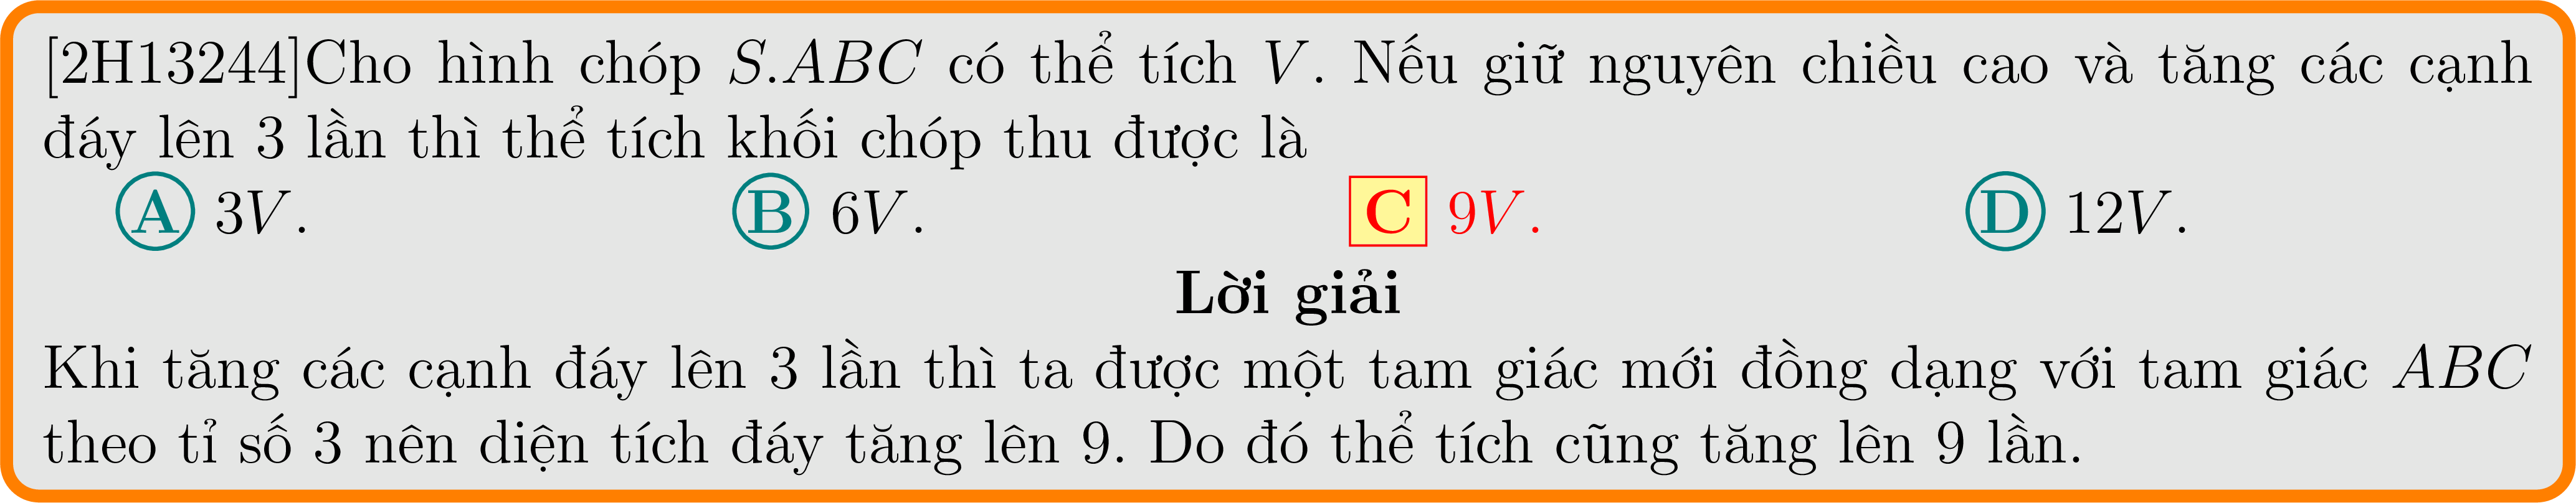 [2H13244]Cho hình chóp S.ABC có thể tích V. Nếu giữ nguyên chiều cao và tăng các cạnh
đáy lên 3 lần thì thể tích khối chóp thu được là
A 3V. B 6V. C 9V. D 12V.
Lời giải
Khi tăng các cạnh đáy lên 3 lần thì ta được một tam giác mới đồng dạng với tam giác ABC
theo tỉ số 3 nên diện tích đáy tăng lên 9. Do đó thể tích cũng tăng lên 9 lần.